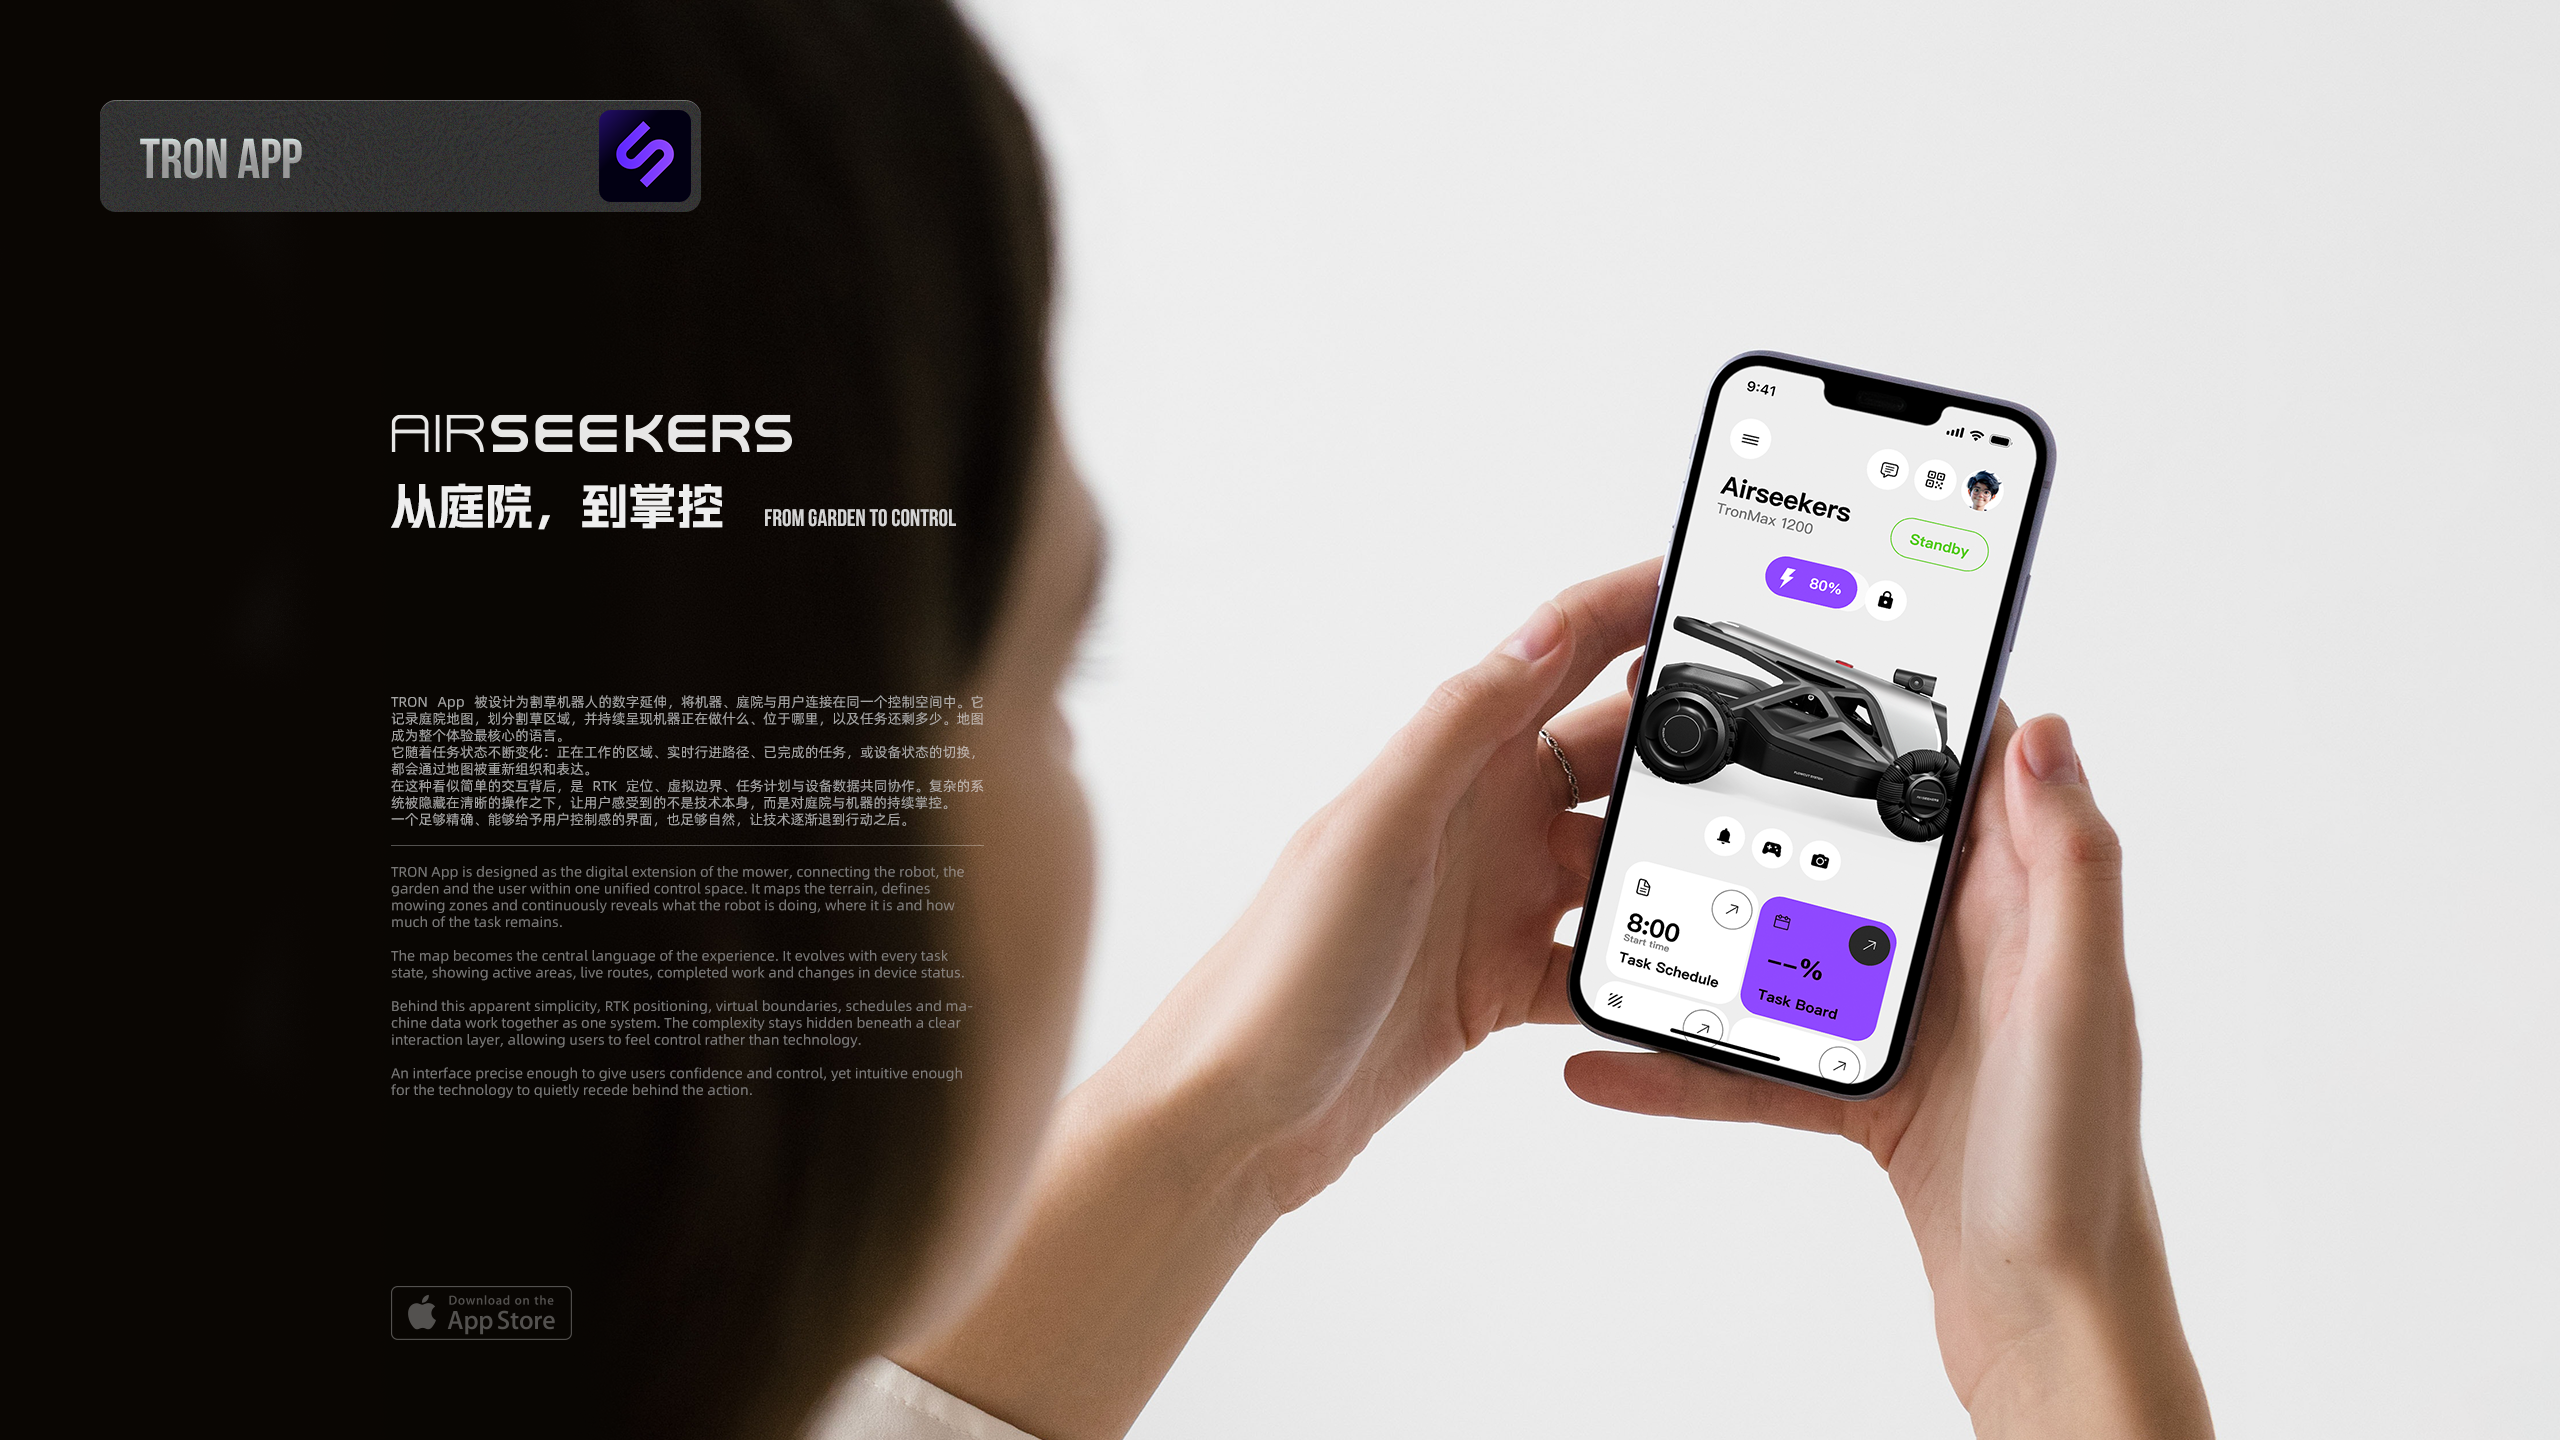 TRON APP
AIRSEEKERS
从庭院，到掌控
FROM GARDEN TO CONTROL
TRON App 被设计为割草机器人的数字延伸，将机器、庭院与用户连接在同一个控制空间中。它
记录庭院地图，划分割草区域，并持续呈现机器正在做什么、位于哪里，以及任务还剩多少。地图
成为整个体验最核心的语言。
它随着任务状态不断变化：正在工作的区域、实时行进路径、已完成的任务，或设备状态的切换，
都会通过地图被重新组织和表达。
在这种看似简单的交互背后，是 RTK 定位、虚拟边界、任务计划与设备数据共同协作。复杂的系
统被隐藏在清晰的操作之下，让用户感受到的不是技术本身，而是对庭院与机器的持续掌控。
一个足够精确、能够给予用户控制感的界面，也足够自然，让技术逐渐退到行动之后。
TRON App is designed as the digital extension of the mower, connecting the robot, the
garden and the user within one unified control space. It maps the terrain, defines
mowing zones and continuously reveals what the robot is doing, where it is and how
much of the task remains.
The map becomes the central language of the experience. It evolves with every task
state, showing active areas, live routes, completed work and changes in device status.
Behind this apparent simplicity, RTK positioning, virtual boundaries, schedules and ma-
chine data work together as one system. The complexity stays hidden beneath a clear
interaction layer, allowing users to feel control rather than technology.
An interface precise enough to give users confidence and control, yet intuitive enough
for the technology to quietly recede behind the action.
Download on the
App Store
9:41
Airseekers
TronMax 1200
Standby
80%
AIRSEEKERS
8:00
Start time
Task Schedule
--%
Task Board